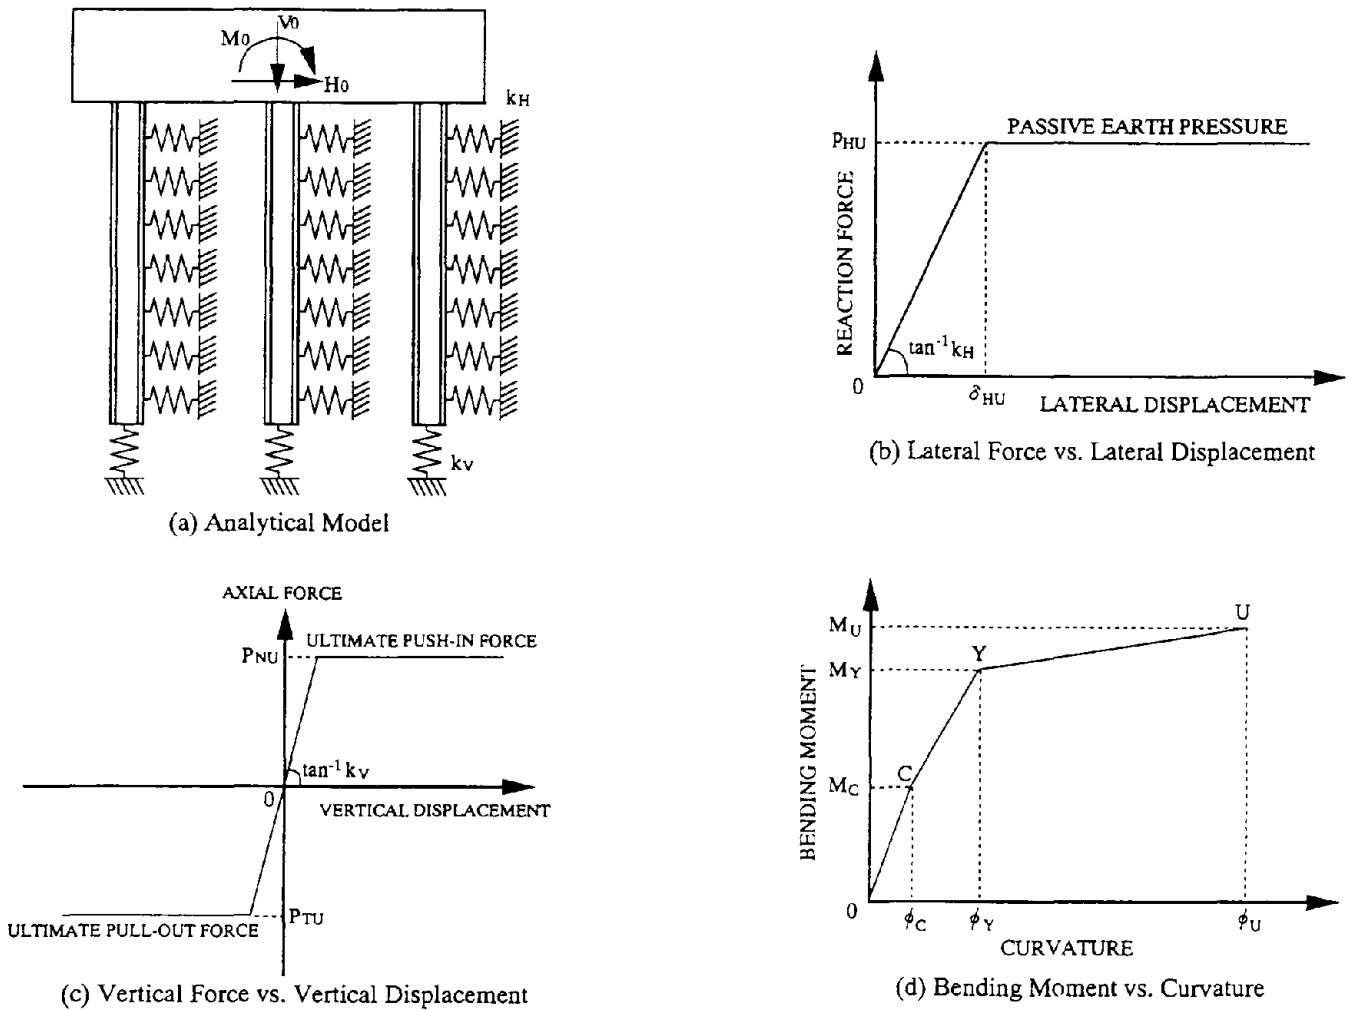 V0
M0
H0
kH
kV
(a) Analytical Model
PHU
PASSIVE EARTH PRESSURE
REACTION FORCE
tan-1 kH
0
δHU
LATERAL DISPLACEMENT
(b) Lateral Force vs. Lateral Displacement
AXIAL FORCE
ULTIMATE PUSH-IN FORCE
PNU
tan-1 kV
0
VERTICAL DISPLACEMENT
PTU
ULTIMATE PULL-OUT FORCE
(c) Vertical Force vs. Vertical Displacement
U
MU
Y
MY
BENDING MOMENT
C
MC
0
φC
φY
φU
CURVATURE
(d) Bending Moment vs. Curvature